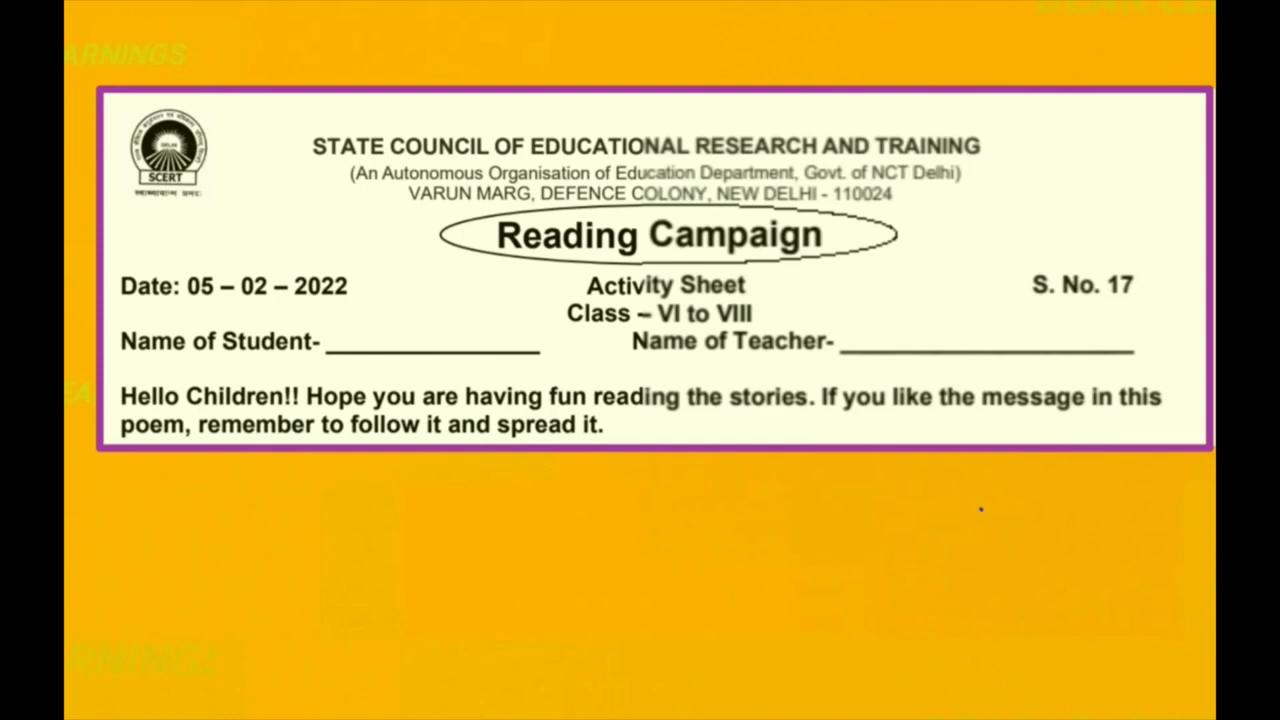 ARNINGS
DELHI
SCERT
STATE COUNCIL OF EDUCATIONAL RESEARCH AND TRAINING
(An Autonomous Organisation of Education Department, Govt. of NCT Delhi)
VARUN MARG, DEFENCE COLONY, NEW DELHI - 110024
Reading Campaign
Date: 05 – 02 – 2022 Activity Sheet S. No. 17
Class – VI to VIII
Name of Student- Name of Teacher-
Hello Children!! Hope you are having fun reading the stories. If you like the message in this
poem, remember to follow it and spread it.